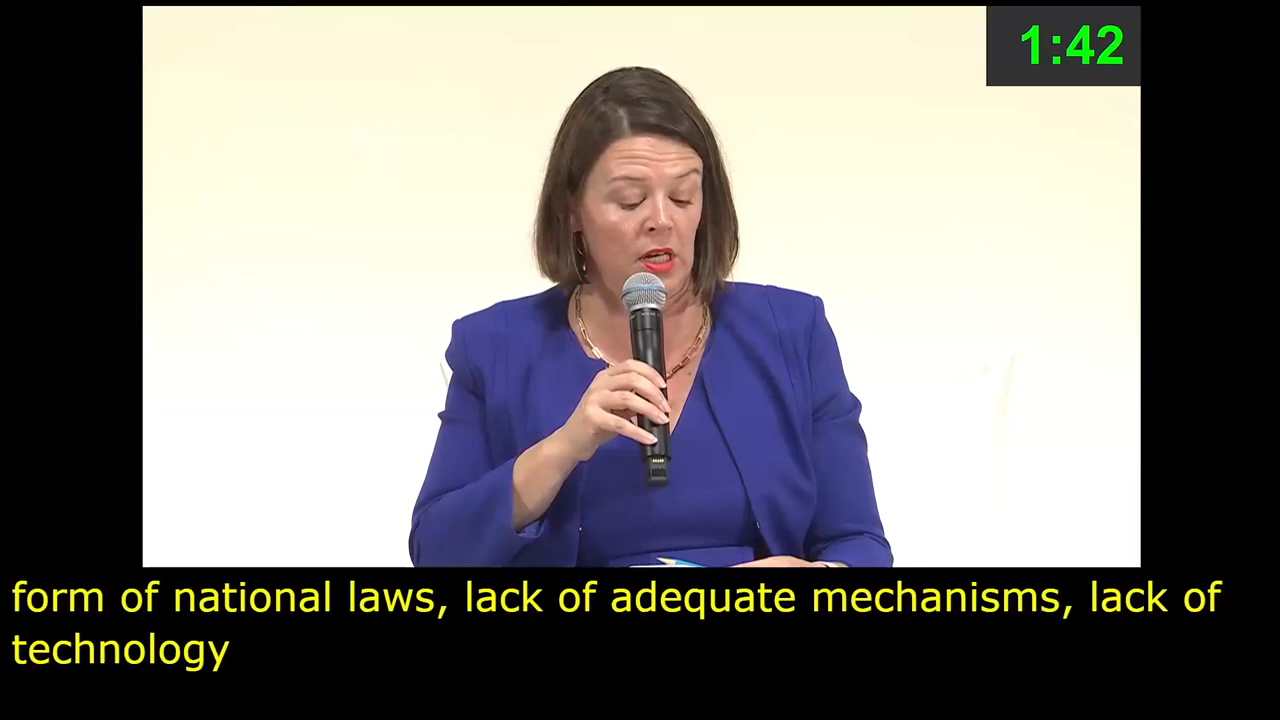 1:42
form of national laws, lack of adequate mechanisms, lack of
technology